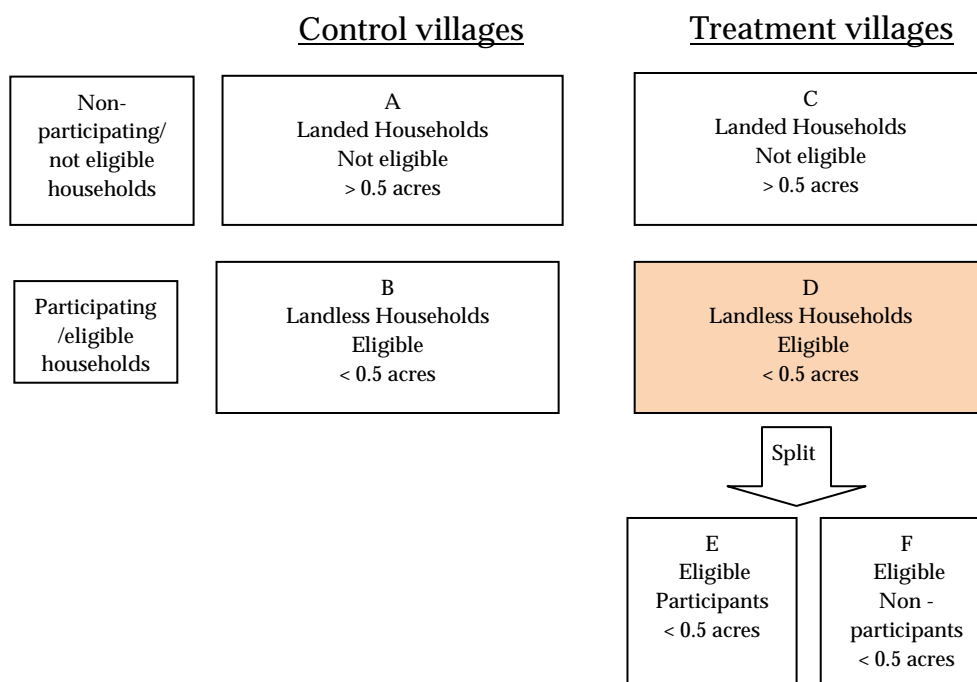 Control villages
Treatment villages
Non-
participating/
not eligible
households
A
Landed Households
Not eligible
> 0.5 acres
C
Landed Households
Not eligible
> 0.5 acres
Participating
/eligible
households
B
Landless Households
Eligible
< 0.5 acres
D
Landless Households
Eligible
< 0.5 acres
Split
E
Eligible
Participants
< 0.5 acres
F
Eligible
Non -
participants
< 0.5 acres